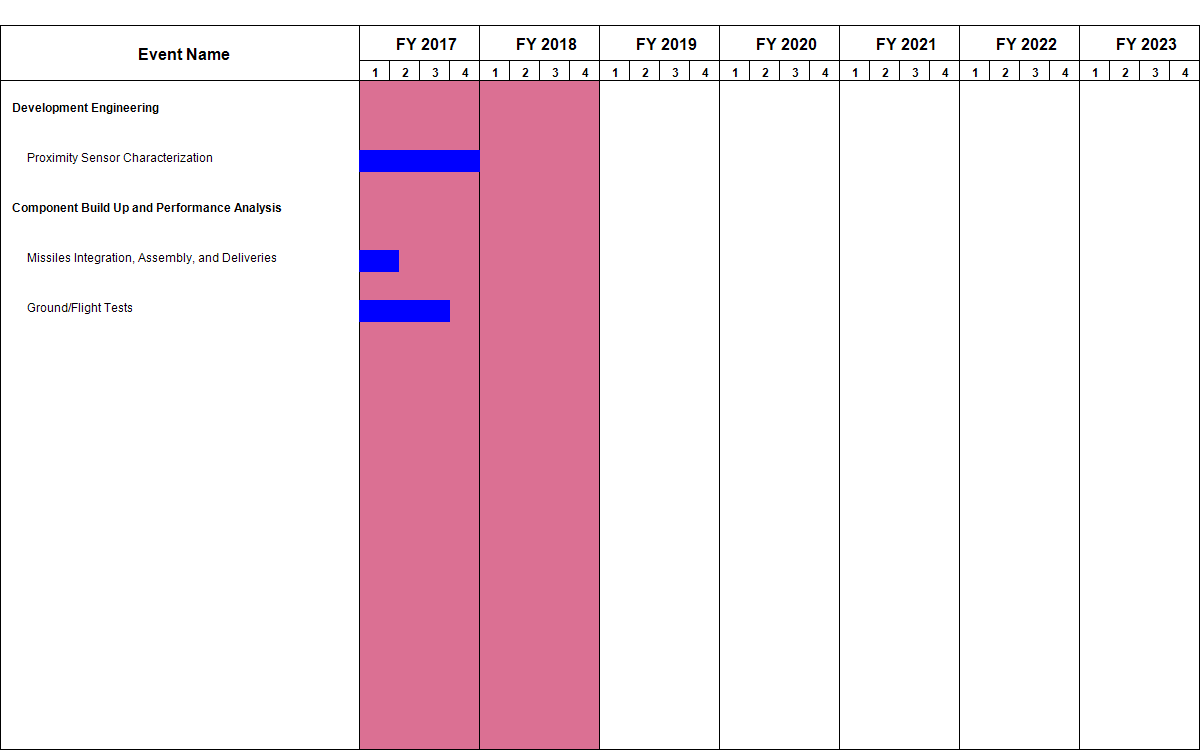 Event Name
FY 2017 FY 2018 FY 2019 FY 2020 FY 2021 FY 2022 FY 2023
1 2 3 4 1 2 3 4 1 2 3 4 1 2 3 4 1 2 3 4 1 2 3 4 1 2 3 4
Development Engineering
Proximity Sensor Characterization
Component Build Up and Performance Analysis
Missiles Integration, Assembly, and Deliveries
Ground/Flight Tests